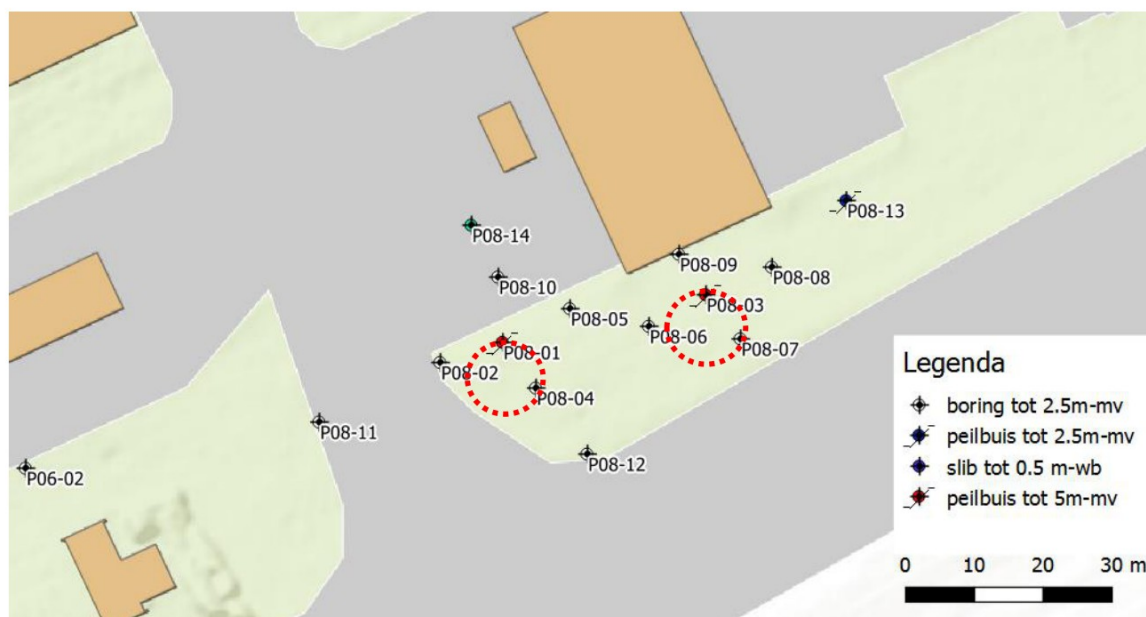 P08-13
P08-14
P08-09
P08-08
P08-10
P08-03
P08-05
P08-06
P08-07
P08-01
P08-02
P08-04
P08-11
P08-12
P06-02
Legenda
boring tot 2.5m-mv
peilbuis tot 2.5m-mv
slib tot 0.5 m-wb
peilbuis tot 5m-mv
0 10 20 30 m